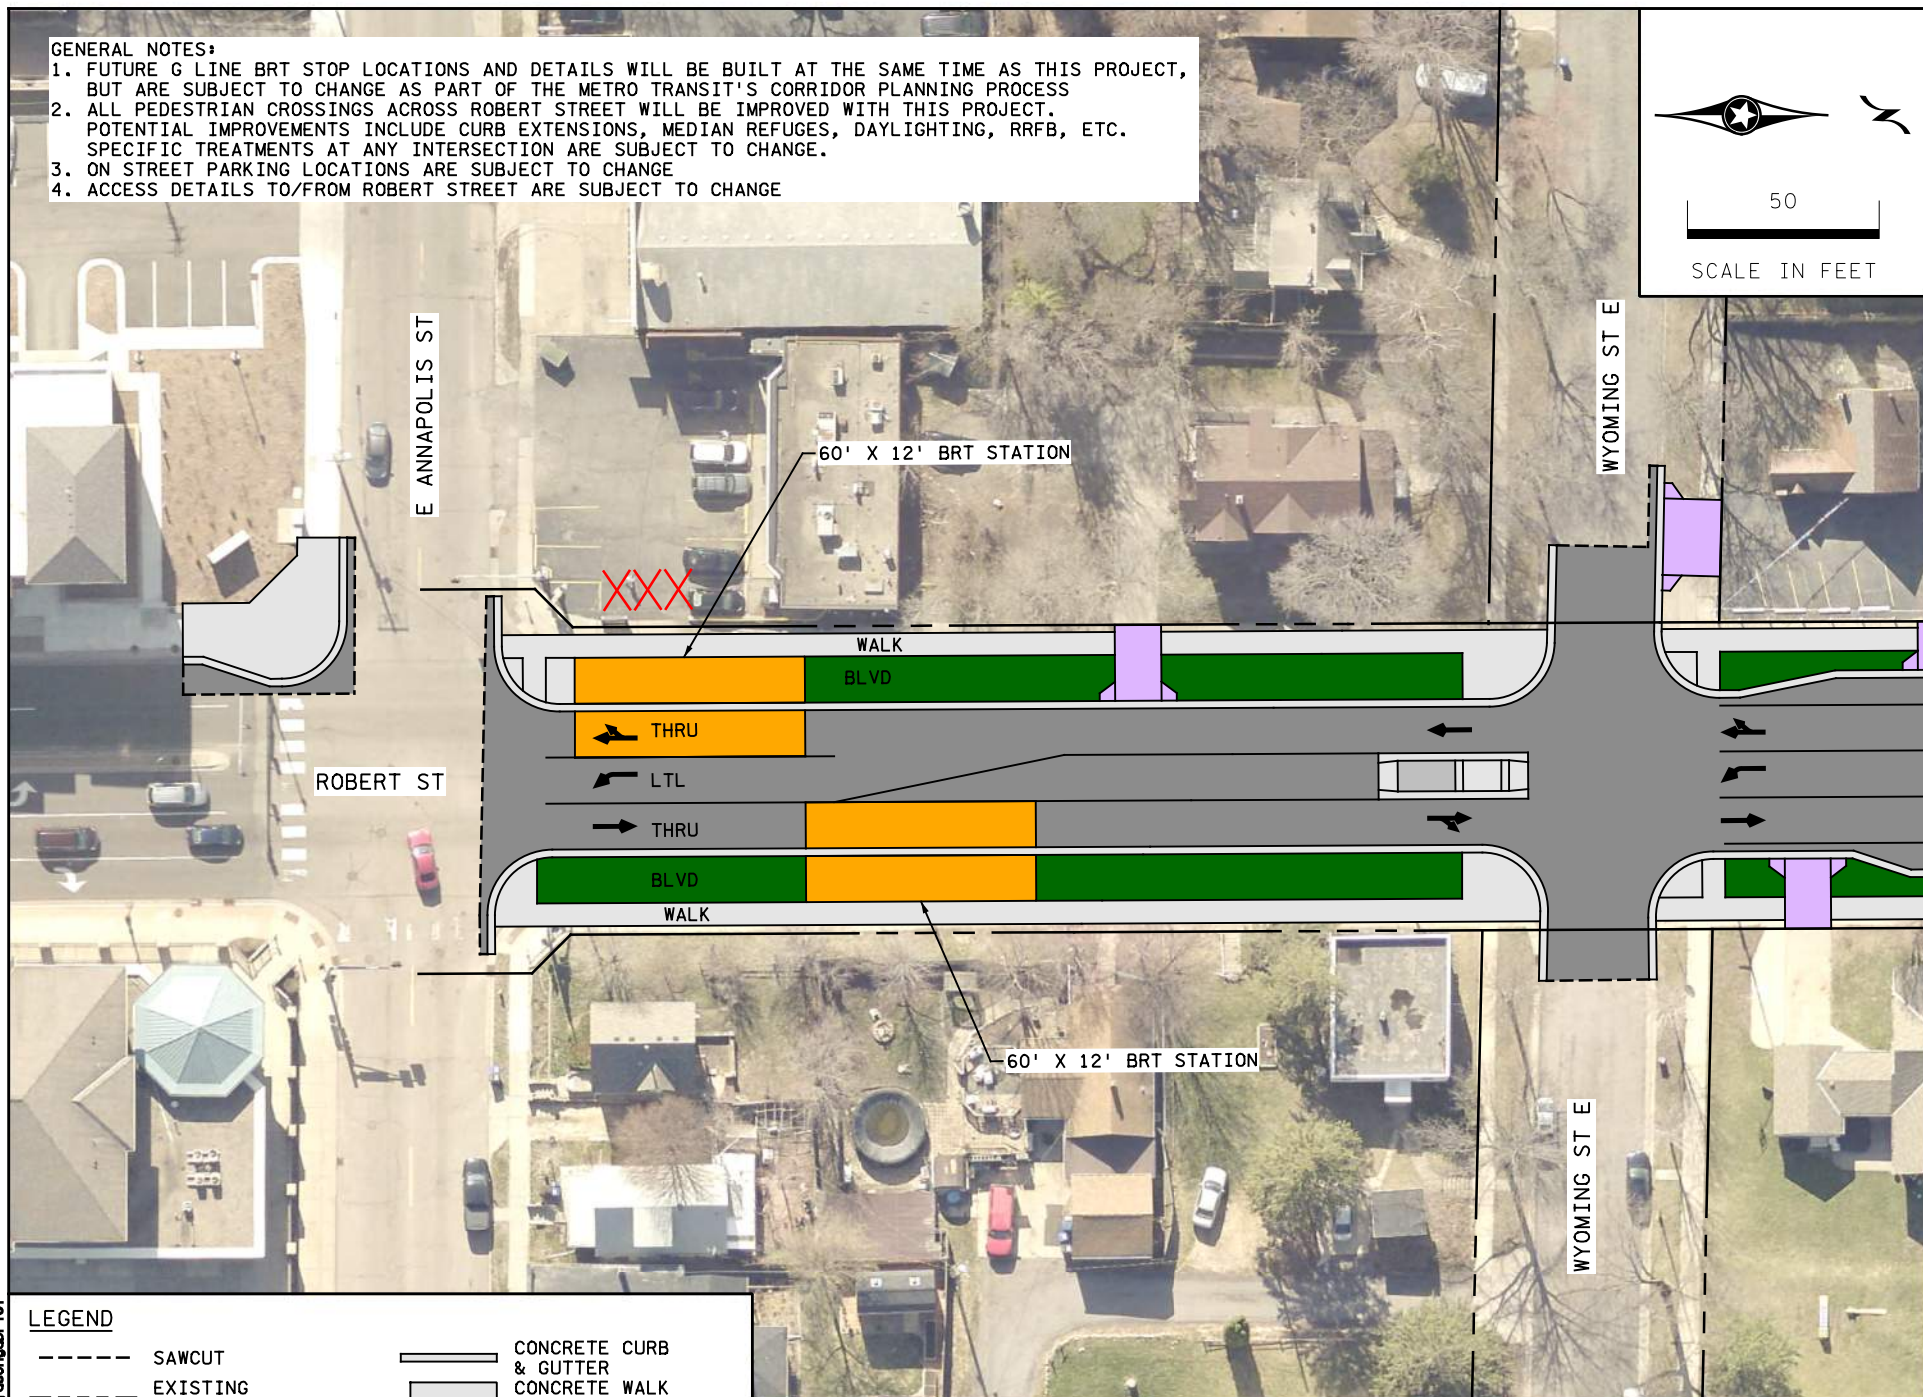 GENERAL NOTES:
1. FUTURE G LINE BRT STOP LOCATIONS AND DETAILS WILL BE BUILT AT THE SAME TIME AS THIS PROJECT,
BUT ARE SUBJECT TO CHANGE AS PART OF THE METRO TRANSIT'S CORRIDOR PLANNING PROCESS
2. ALL PEDESTRIAN CROSSINGS ACROSS ROBERT STREET WILL BE IMPROVED WITH THIS PROJECT.
POTENTIAL IMPROVEMENTS INCLUDE CURB EXTENSIONS, MEDIAN REFUGES, DAYLIGHTING, RRFB, ETC.
SPECIFIC TREATMENTS AT ANY INTERSECTION ARE SUBJECT TO CHANGE.
3. ON STREET PARKING LOCATIONS ARE SUBJECT TO CHANGE
4. ACCESS DETAILS TO/FROM ROBERT STREET ARE SUBJECT TO CHANGE
Z
50
SCALE IN FEET
E ANNAPOLIS ST
WYOMING ST E
60' X 12' BRT STATION
XXX
WALK
BLVD
THRU
ROBERT ST
LTL
THRU
BLVD
WALK
60' X 12' BRT STATION
WYOMING ST E
LEGEND
SAWCUT
EXISTING
CONCRETE CURB
& GUTTER
CONCRETE WALK